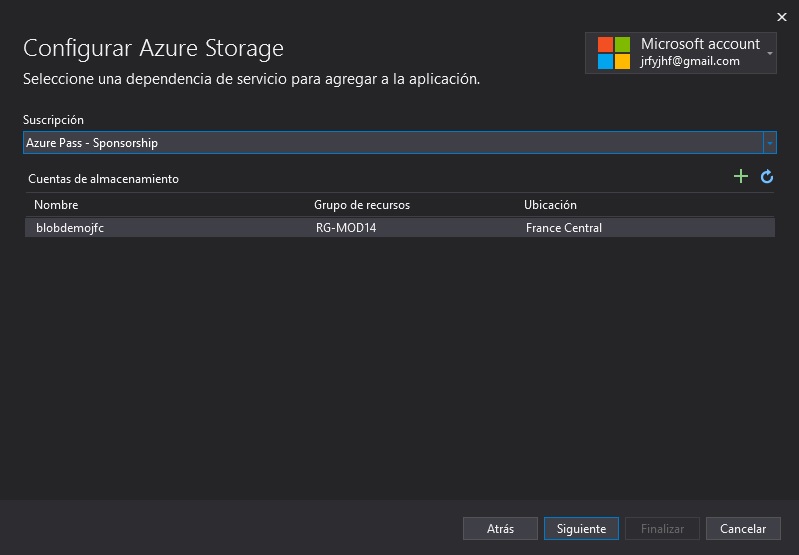 Configurar Azure Storage
Microsoft account
jrfyjhf@gmail.com
Seleccione una dependencia de servicio para agregar a la aplicación.
Suscripción
Azure Pass - Sponsorship
Cuentas de almacenamiento
Nombre Grupo de recursos Ubicación
blobdemojfc RG-MOD14 France Central
Atrás Siguiente Finalizar Cancelar